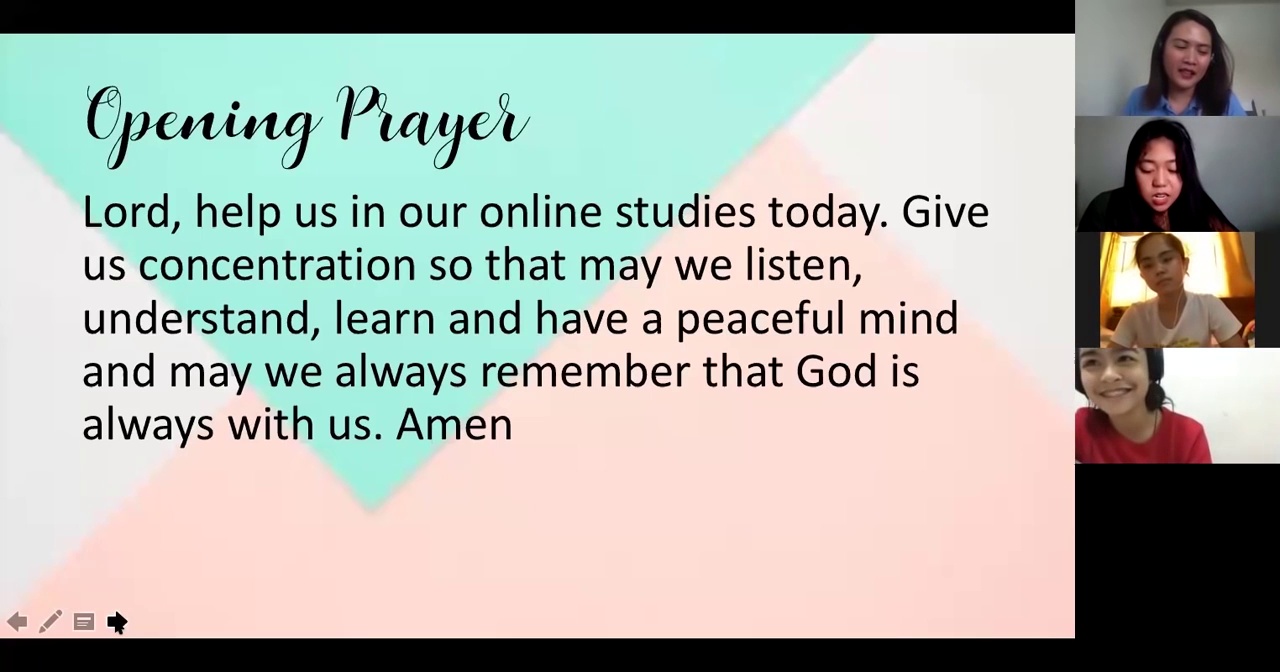 Opening Prayer
Lord, help us in our online studies today. Give
us concentration so that may we listen,
understand, learn and have a peaceful mind
and may we always remember that God is
always with us. Amen